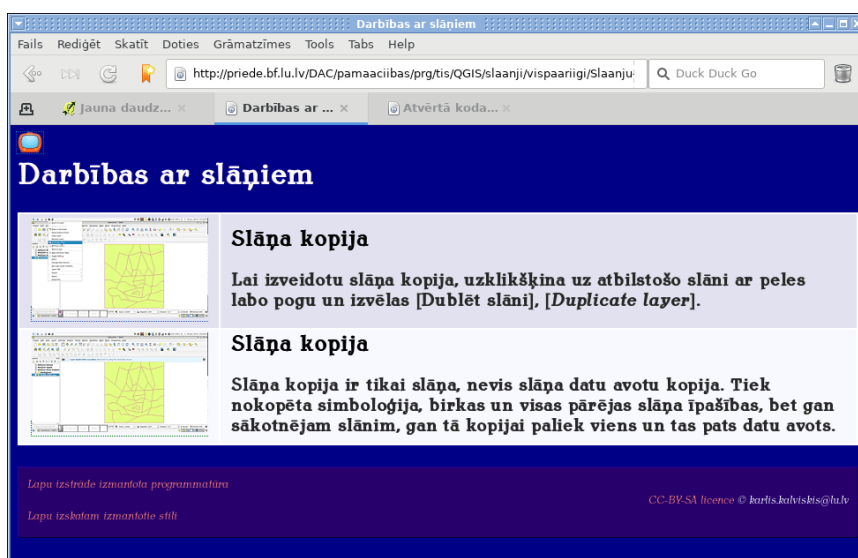 Darbības ar slāņiem
Fails Rediģēt Skatīt Doties Grāmatzīmes Tools Tabs Help
http://priede.bf.lu.lv/DAC/pamaaciibas/prg/tis/QGIS/slaanji/vispaariigi/Slaanju
Duck Duck Go
Jauna daudz... Darbības ar ... Atvērtā koda...
Darbības ar slāņiem
Slāņa kopija
Lai izveidotu slāņa kopija, uzklikšķina uz atbilstošo slāni ar peles
labo pogu un izvēlas [Dublēt slāni], [Duplicate layer].
Slāņa kopija
Slāņa kopija ir tikai slāņa, nevis slāņa datu avotu kopija. Tiek
nokopēta simboloģija, birkas un visas pārējas slāņa īpašības, bet gan
sākotnējam slānim, gan tā kopijai paliek viens un tas pats datu avots.
Lapu izstrāde izmantota programmatūra
CC-BY-SA licence © karlis.kalviskis@lu.lv
Lapu izskatam izmantotie stili